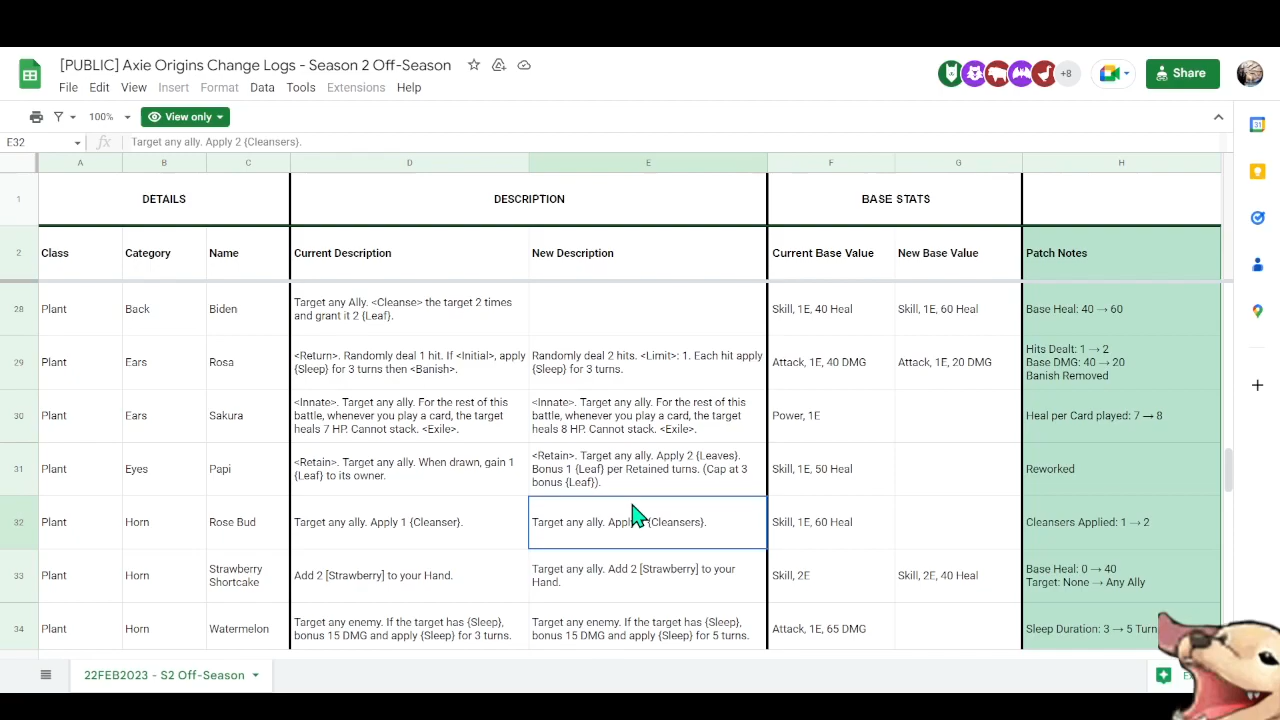 [PUBLIC] Axie Origins Change Logs - Season 2 Off-Season
+8
Share
File Edit View Insert Format Data Tools Extensions Help
100% View only
E32 fx Target any ally. Apply 2 {Cleansers}.
A B C D E F G H
1 DETAILS DESCRIPTION BASE STATS
2 Class Category Name Current Description New Description Current Base Value New Base Value Patch Notes
28 Plant Back Biden Target any Ally. <Cleanse> the target 2 times and grant it 2 {Leaf}. Skill, 1E, 40 Heal Skill, 1E, 60 Heal Base Heal: 40 → 60
29 Plant Ears Rosa <Return>. Randomly deal 1 hit. If <Initial>, apply {Sleep} for 3 turns then <Banish>. Randomly deal 2 hits. <Limit>: 1. Each hit apply {Sleep} for 3 turns. Attack, 1E, 40 DMG Attack, 1E, 20 DMG Hits Dealt: 1 → 2 Base DMG: 40 → 20 Banish Removed
30 Plant Ears Sakura <Innate>. Target any ally. For the rest of this battle, whenever you play a card, the target heals 7 HP. Cannot stack. <Exile>. <Innate>. Target any ally. For the rest of this battle, whenever you play a card, the target heals 8 HP. Cannot stack. <Exile>. Power, 1E Heal per Card played: 7 → 8
31 Plant Eyes Papi <Retain>. Target any ally. When drawn, gain 1 {Leaf} to its owner. <Retain>. Target any ally. Apply 2 {Leaves}. Bonus 1 {Leaf} per Retained turns. (Cap at 3 bonus {Leaf}). Skill, 1E, 50 Heal Reworked
32 Plant Horn Rose Bud Target any ally. Apply 1 {Cleanser}. Target any ally. Appl {Cleansers}. Skill, 1E, 60 Heal Cleansers Applied: 1 → 2
33 Plant Horn Strawberry Shortcake Add 2 [Strawberry] to your Hand. Target any ally. Add 2 [Strawberry] to your Hand. Skill, 2E Skill, 2E, 40 Heal Base Heal: 0 → 40 Target: None → Any Ally
34 Plant Horn Watermelon Target any enemy. If the target has {Sleep}, bonus 15 DMG and apply {Sleep} for 3 turns. Target any enemy. If the target has {Sleep}, bonus 15 DMG and apply {Sleep} for 5 turns. Attack, 1E, 65 DMG Sleep Duration: 3 → 5 Turn
22FEB2023 - S2 Off-Season